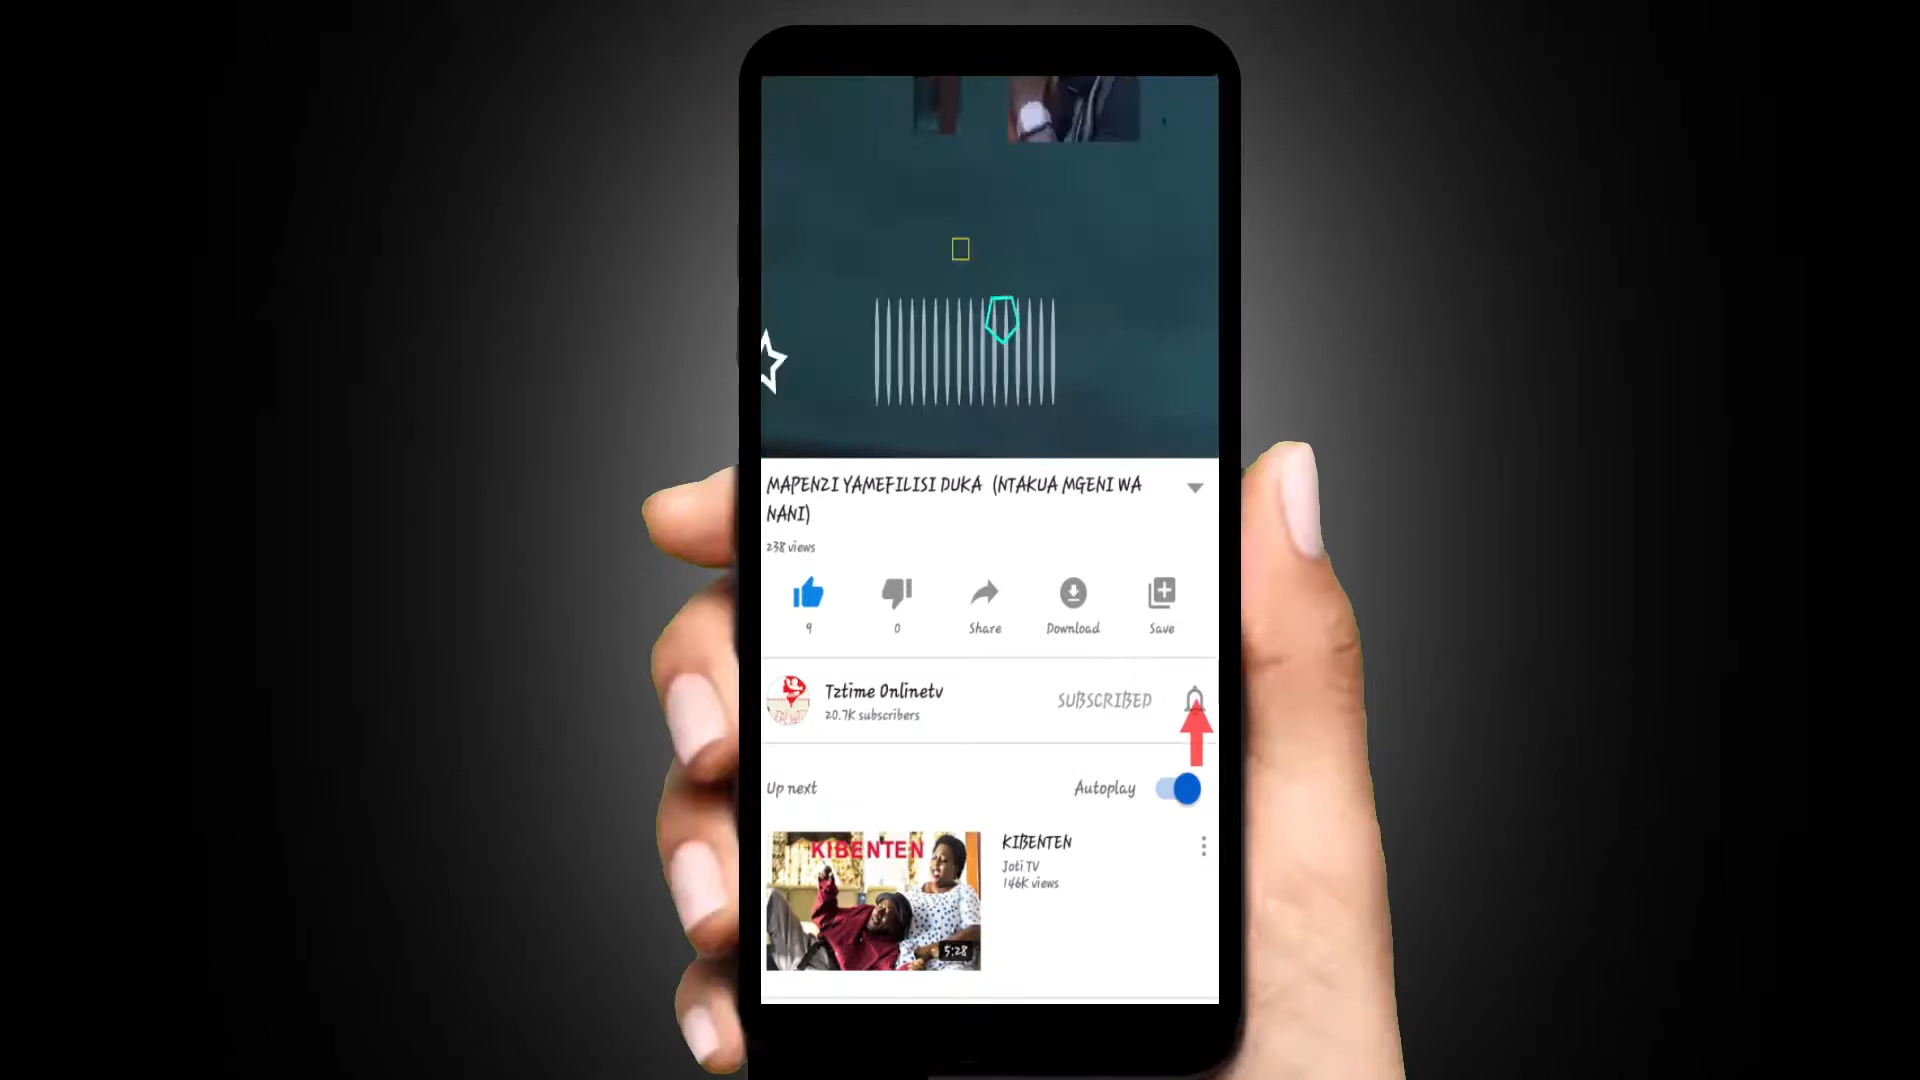 MAPENZI YAMEFILISI DUKA (NTAKUA MGENI WA
NANI)
238 views
9
0
Share
Download
Save
Tztime Onlinetv
20.7K subscribers
SUBSCRIBED
Up next
Autoplay
KIBENTEN
5:28
KIBENTEN
Joti TV
146K views